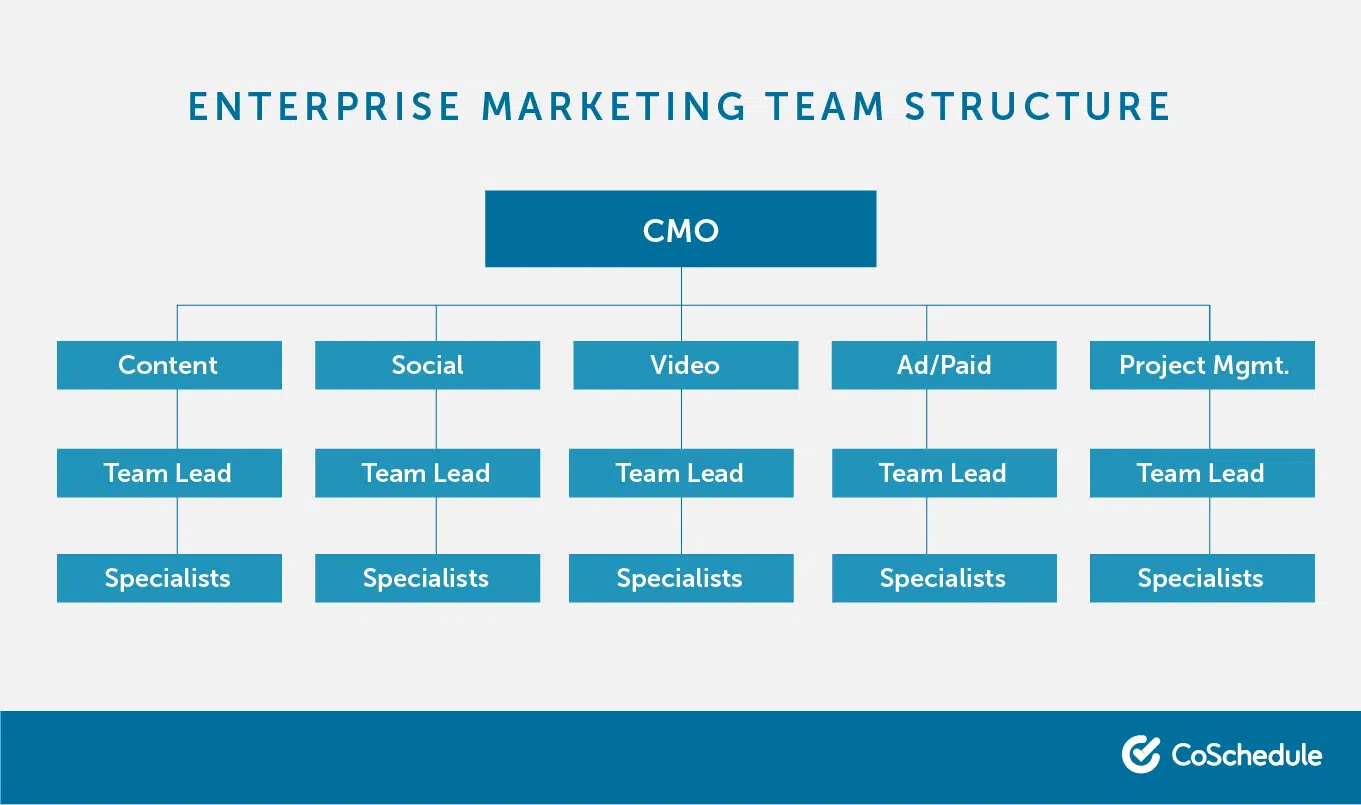 ENTERPRISE MARKETING TEAM STRUCTURE
CMO
Content
Social
Video
Ad/Paid
Project Mgmt.
Team Lead
Team Lead
Team Lead
Team Lead
Team Lead
Specialists
Specialists
Specialists
Specialists
Specialists
CoSchedule